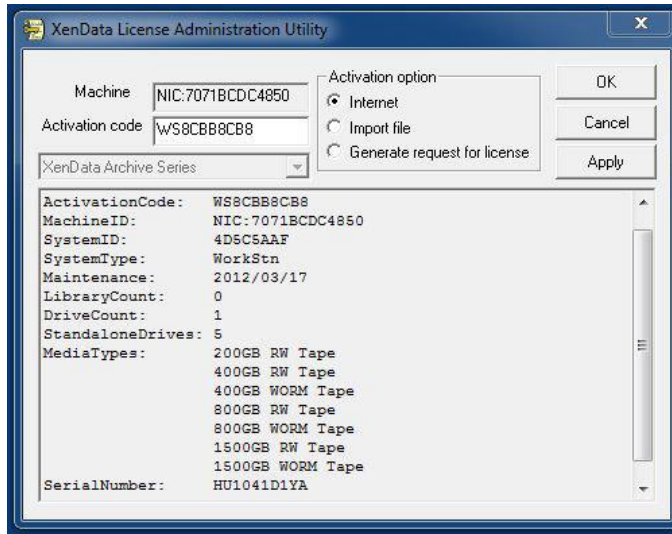 XenData License Administration Utility
Machine NIC:7071BCDC4850
Activation code WS8CBB8CB8
XenData Archive Series
Activation option
Internet
Import file
Generate request for license
OK
Cancel
Apply
ActivationCode: WS8CBB8CB8
MachineID: NIC:7071BCDC4850
SystemID: 4D5C5AAF
SystemType: WorkStn
Maintenance: 2012/03/17
LibraryCount: 0
DriveCount: 1
StandaloneDrives: 5
MediaTypes: 200GB RW Tape
400GB RW Tape
400GB WORM Tape
800GB RW Tape
800GB WORM Tape
1500GB RW Tape
1500GB WORM Tape
SerialNumber: HU1041D1YA